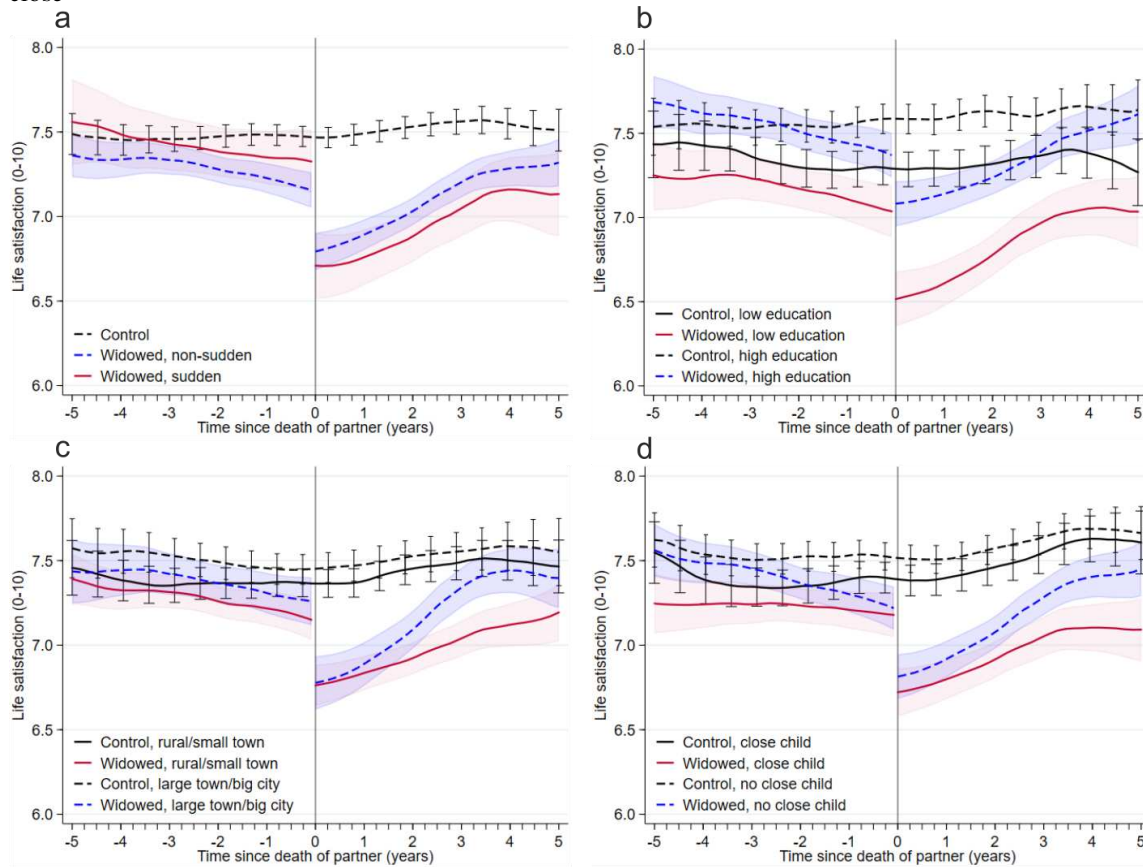 close
a
8.0
7.5
7.0
6.5
6.0
Life satisfaction (0-10)
Control
Widowed, non-sudden
Widowed, sudden
-5 -4 -3 -2 -1 0 1 2 3 4 5
Time since death of partner (years)
b
8.0
7.5
7.0
6.5
6.0
Life satisfaction (0-10)
Control, low education
Widowed, low education
Control, high education
Widowed, high education
-5 -4 -3 -2 -1 0 1 2 3 4 5
Time since death of partner (years)
c
8.0
7.5
7.0
6.5
6.0
Life satisfaction (0-10)
Control, rural/small town
Widowed, rural/small town
Control, large town/big city
Widowed, large town/big city
-5 -4 -3 -2 -1 0 1 2 3 4 5
Time since death of partner (years)
d
8.0
7.5
7.0
6.5
6.0
Life satisfaction (0-10)
Control, close child
Widowed, close child
Control, no close child
Widowed, no close child
-5 -4 -3 -2 -1 0 1 2 3 4 5
Time since death of partner (years)